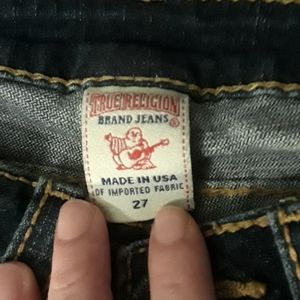 TRUE RELIGION
BRAND JEANS®
MADE IN USA
OF IMPORTED FABRIC
27